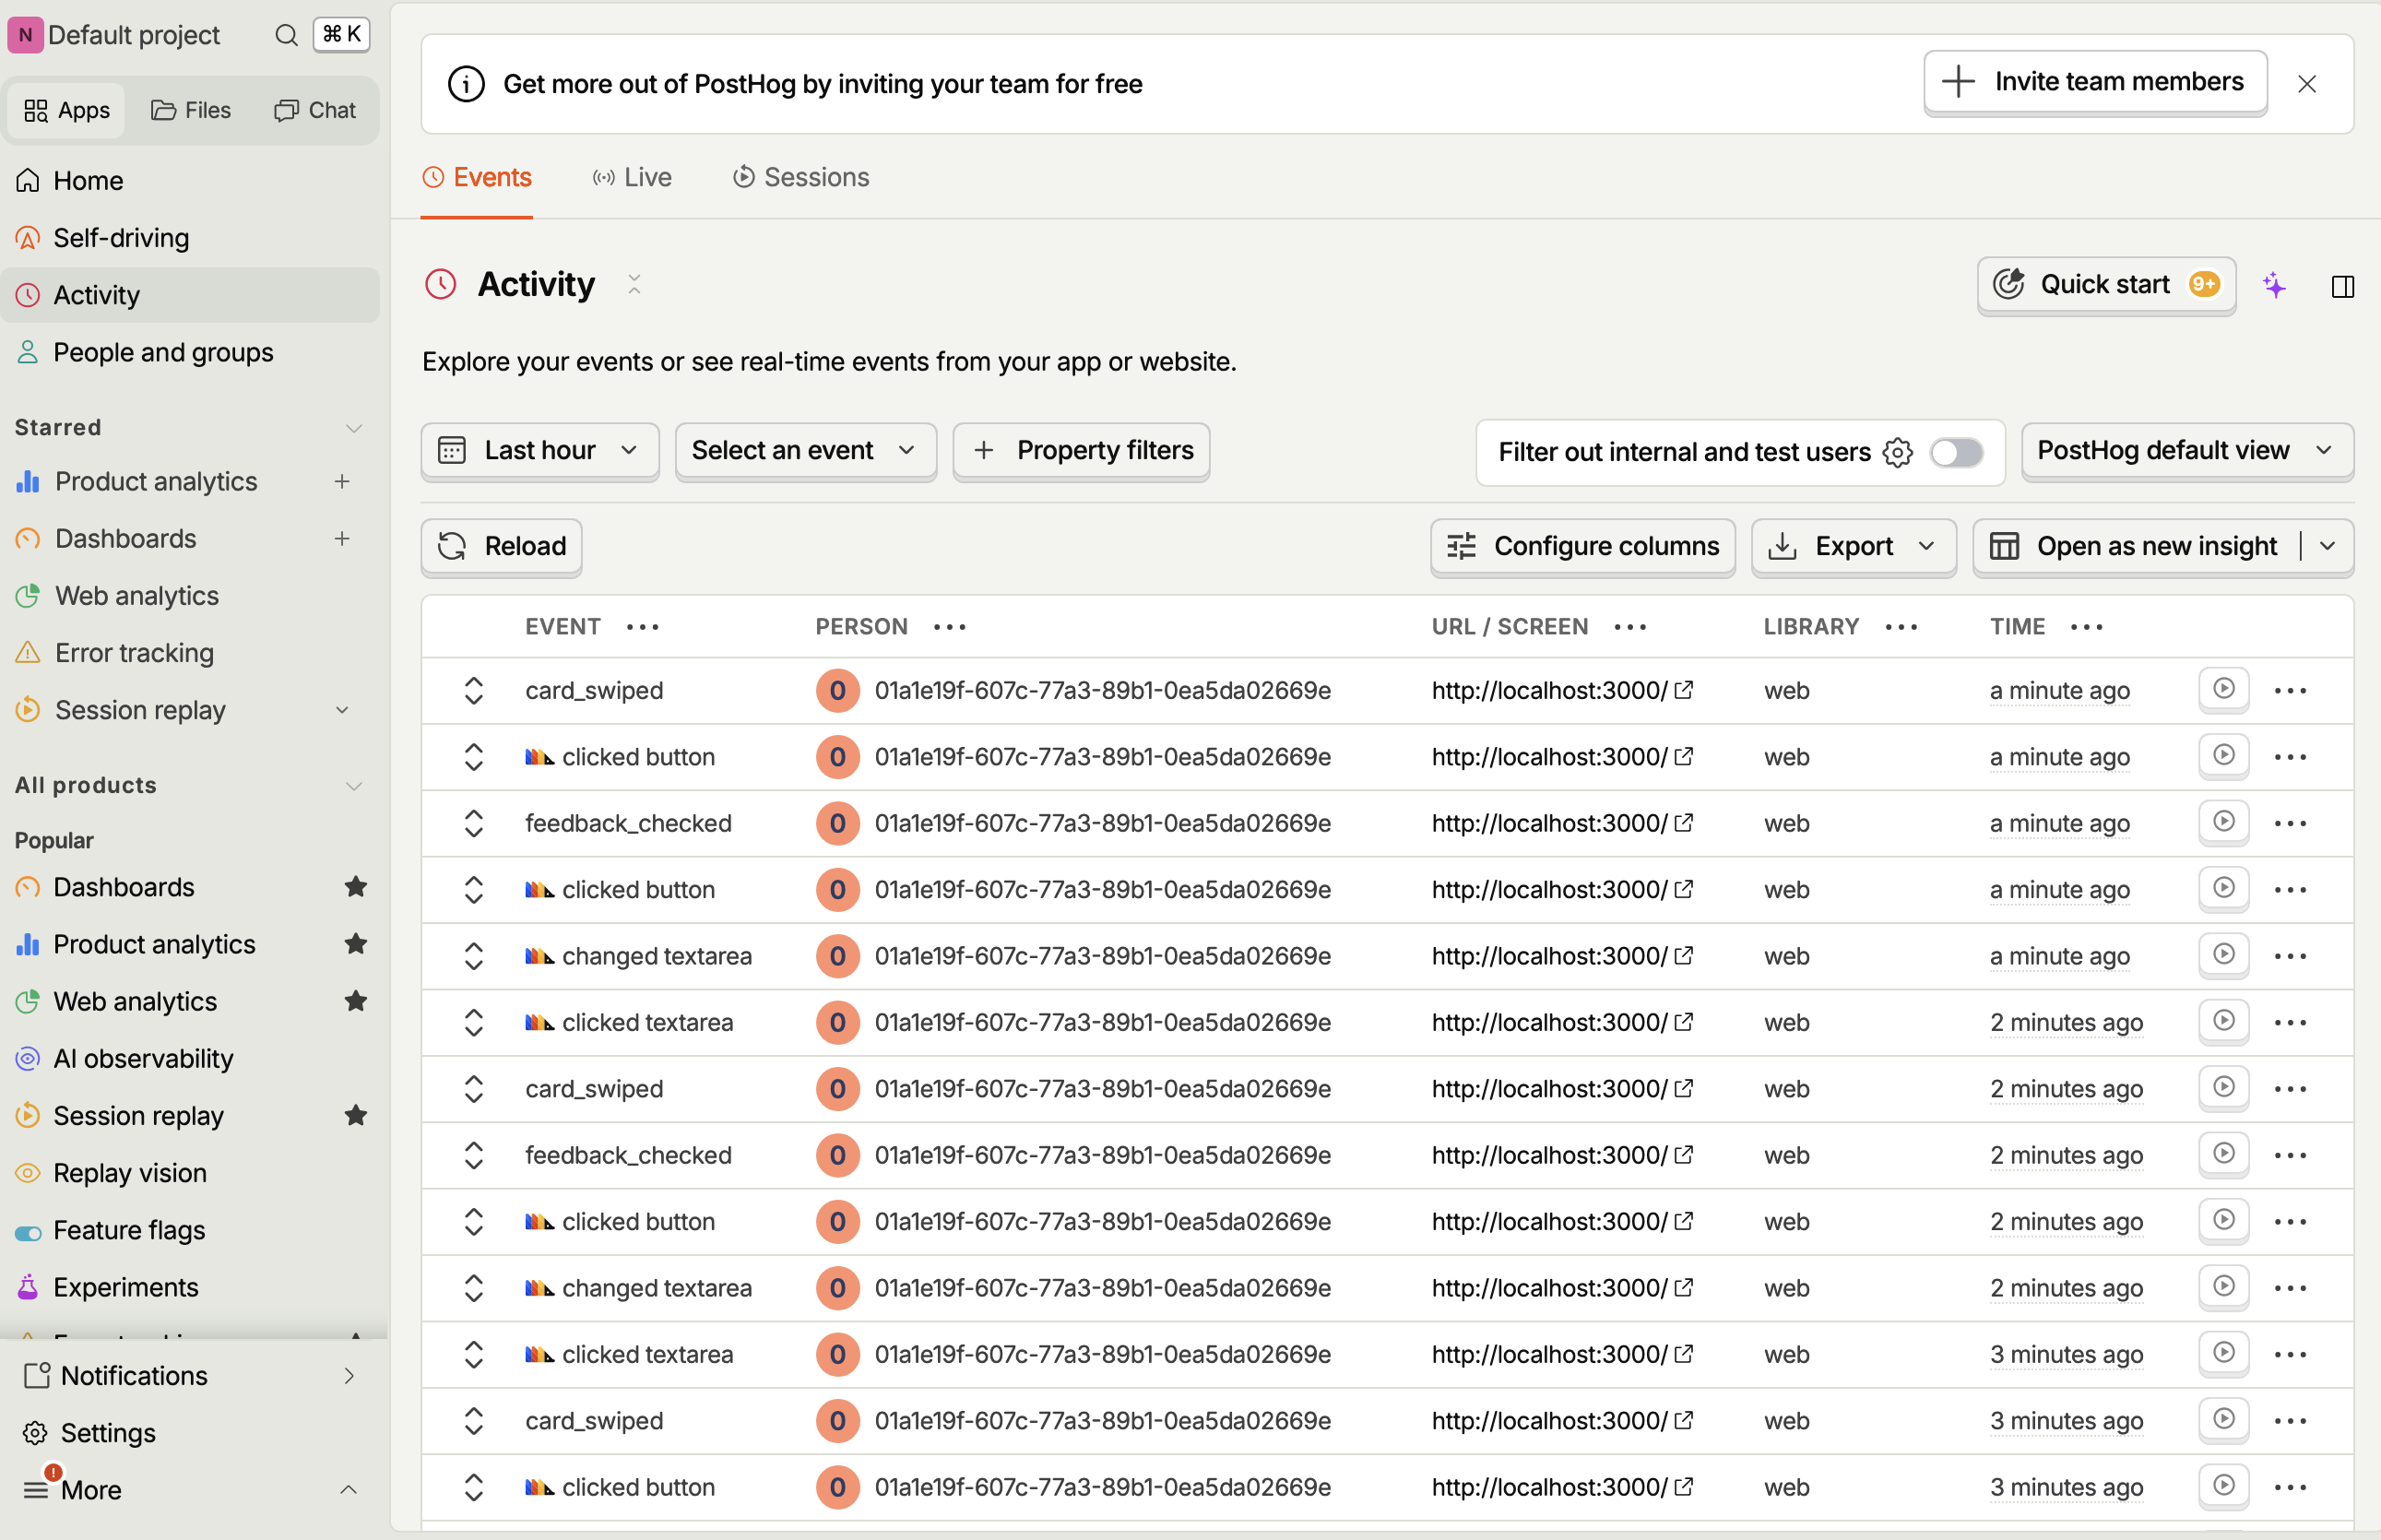 N Default project ⌘ K
Apps Files Chat
Home
Self-driving
Activity
People and groups
Starred
Product analytics
Dashboards
Web analytics
Error tracking
Session replay
All products
Popular
Dashboards
Product analytics
Web analytics
AI observability
Session replay
Replay vision
Feature flags
Experiments
Notifications
Settings
More
Get more out of PostHog by inviting your team for free
Invite team members
Events Live Sessions
Activity
Quick start 9+
Explore your events or see real-time events from your app or website.
Last hour Select an event Property filters Filter out internal and test users PostHog default view
Reload Configure columns Export Open as new insight
EVENT PERSON URL / SCREEN LIBRARY TIME
card_swiped 0 01a1e19f-607c-77a3-89b1-0ea5da02669e http://localhost:3000/ web a minute ago
clicked button 0 01a1e19f-607c-77a3-89b1-0ea5da02669e http://localhost:3000/ web a minute ago
feedback_checked 0 01a1e19f-607c-77a3-89b1-0ea5da02669e http://localhost:3000/ web a minute ago
clicked button 0 01a1e19f-607c-77a3-89b1-0ea5da02669e http://localhost:3000/ web a minute ago
changed textarea 0 01a1e19f-607c-77a3-89b1-0ea5da02669e http://localhost:3000/ web a minute ago
clicked textarea 0 01a1e19f-607c-77a3-89b1-0ea5da02669e http://localhost:3000/ web 2 minutes ago
card_swiped 0 01a1e19f-607c-77a3-89b1-0ea5da02669e http://localhost:3000/ web 2 minutes ago
feedback_checked 0 01a1e19f-607c-77a3-89b1-0ea5da02669e http://localhost:3000/ web 2 minutes ago
clicked button 0 01a1e19f-607c-77a3-89b1-0ea5da02669e http://localhost:3000/ web 2 minutes ago
changed textarea 0 01a1e19f-607c-77a3-89b1-0ea5da02669e http://localhost:3000/ web 2 minutes ago
clicked textarea 0 01a1e19f-607c-77a3-89b1-0ea5da02669e http://localhost:3000/ web 3 minutes ago
card_swiped 0 01a1e19f-607c-77a3-89b1-0ea5da02669e http://localhost:3000/ web 3 minutes ago
clicked button 0 01a1e19f-607c-77a3-89b1-0ea5da02669e http://localhost:3000/ web 3 minutes ago